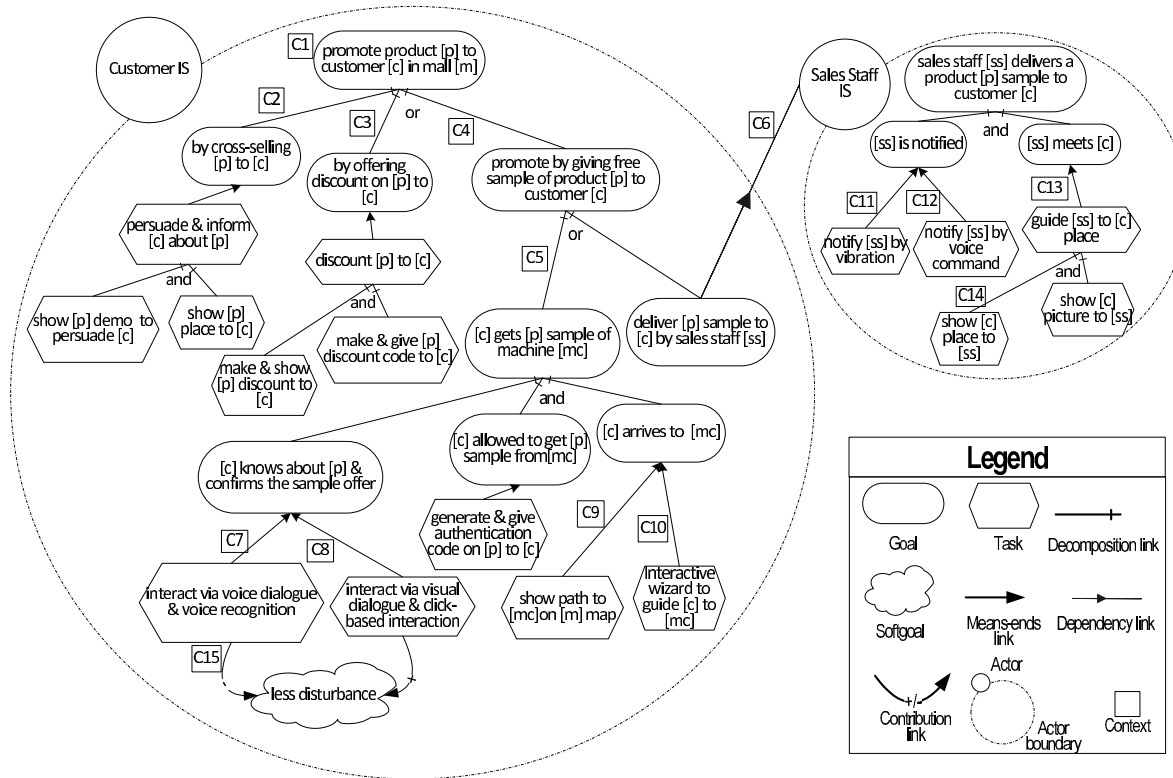 Customer IS
C1
promote product [p] to
customer [c] in mall [m]
or
C2
C3
C4
C6
by cross-selling
[p] to [c]
by offering
discount on [p] to
[c]
promote by giving free
sample of product [p] to
customer [c]
persuade & inform
[c] about [p]
and
show [p] demo to
persuade [c]
show [p]
place to [c]
discount [p] to [c]
and
make & show
[p] discount to
[c]
make & give [p]
discount code to [c]
or
C5
[c] gets [p] sample of
machine [mc]
deliver [p] sample to
[c] by sales staff [ss]
and
[c] knows about [p] &
confirms the sample offer
[c] allowed to get [p]
sample from[mc]
[c] arrives to [mc]
C7
C8
C9
C10
interact via voice dialogue
& voice recognition
interact via visual
dialogue & click-
based interaction
generate & give
authentication
code on [p] to [c]
show path to
[mc]on [m] map
Interactive
wizard to
guide [c] to
[mc]
C15
less disturbance
Sales Staff
IS
sales staff [ss] delivers a
product [p] sample to
customer [c]
and
[ss] is notified
[ss] meets [c]
C11
C12
C13
notify [ss] by
vibration
notify [ss] by
voice
command
guide [ss] to [c]
place
and
C14
show [c]
place to
[ss]
show [c]
picture to [ss]
Legend
Goal
Task
Decomposition link
Softgoal
Means-ends
link
Dependency link
+/-
Contribution
link
Actor
Actor
boundary
Context